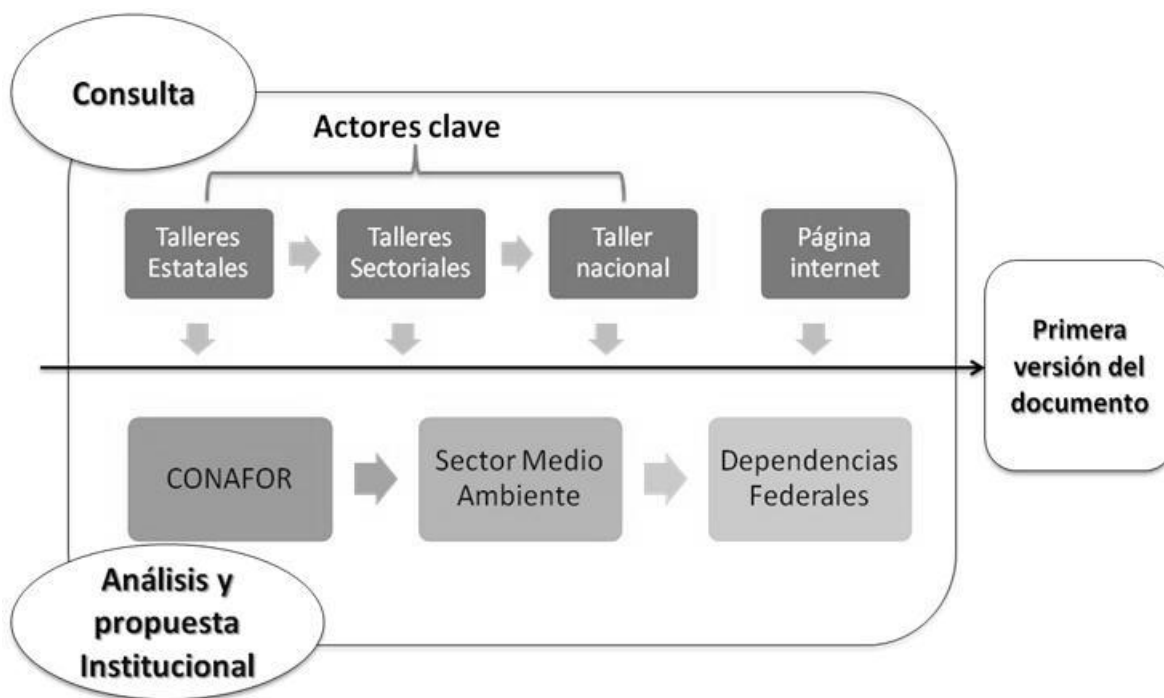 Consulta
Actores clave
Talleres
Estatales
Talleres
Sectoriales
Taller
nacional
Página
internet
Primera
versión del
documento
CONAFOR
Sector Medio
Ambiente
Dependencias
Federales
Análisis y
propuesta
Institucional